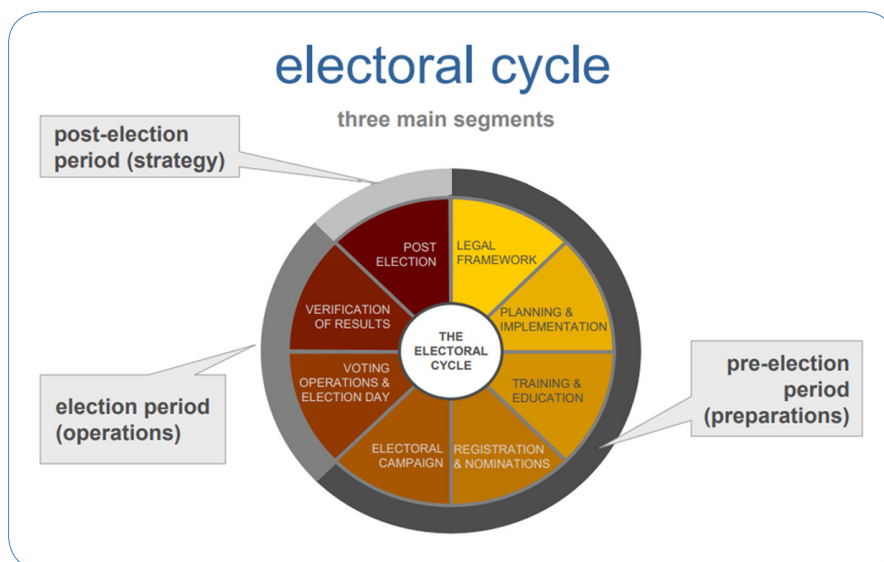 electoral cycle
three main segments
post-election
period (strategy)
POST
ELECTION
LEGAL
FRAMEWORK
VERIFICATION
OF RESULTS
PLANNING &
IMPLEMENTATION
THE
ELECTORAL
CYCLE
VOTING
OPERATIONS &
ELECTION DAY
TRAINING &
EDUCATION
ELECTORAL
CAMPAIGN
REGISTRATION
& NOMINATIONS
election period
(operations)
pre-election
period
(preparations)